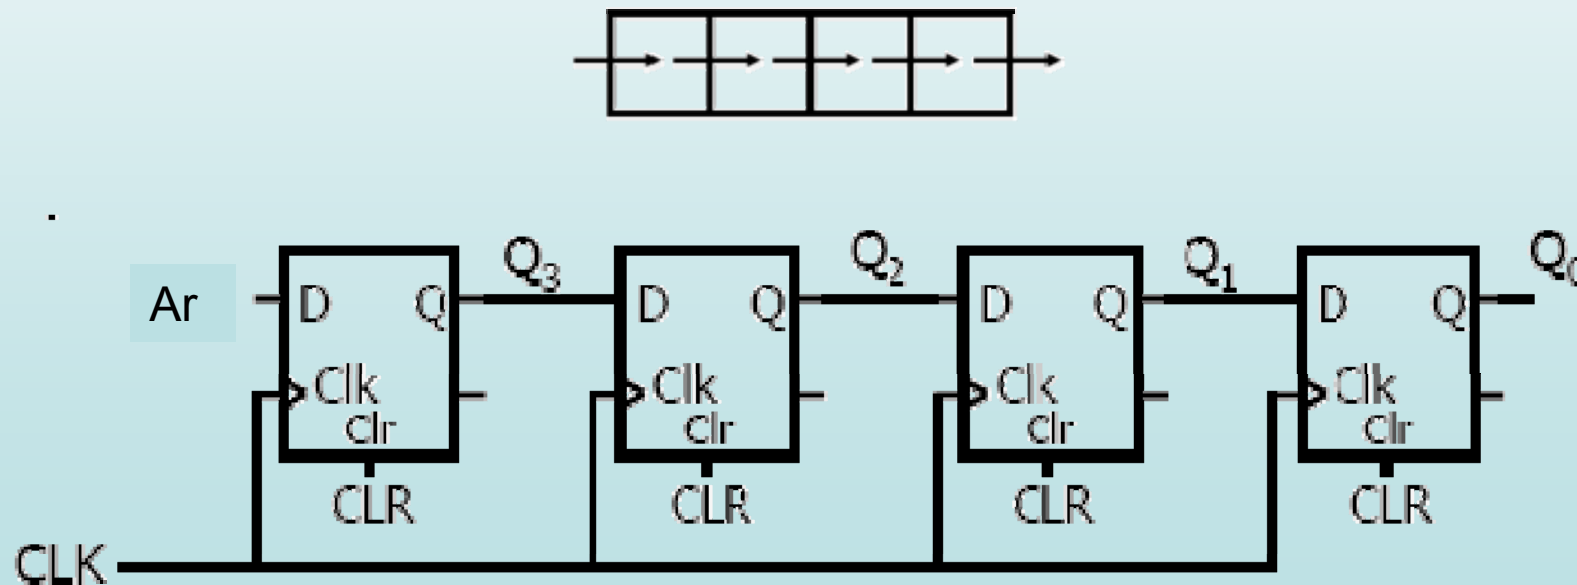 Q3 Q2 Q1 Q0
Ar D Q D Q D Q D Q
Clk Clk Clk Clk
Clr Clr Clr Clr
CLR CLR CLR CLR
CLK